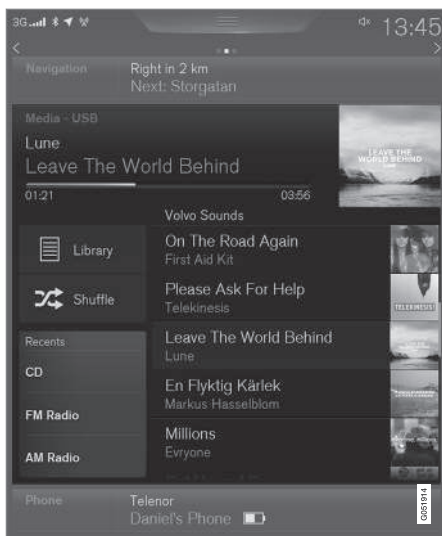 3G 13:45
Navigation
Right in 2 km
Next: Storgatan
Media - USB
Lune
Leave The World Behind
01:21 03:56
LEAVE THE
WORLD BEHIND
LUNE
Volvo Sounds
Library
Shuffle
On The Road Again
First Aid Kit
Please Ask For Help
Telekinesis
TELEKINESIS!
Leave The World Behind
Lune
En Flyktig Kärlek
Markus Hasselblom
Millions
Evryone
Recents
CD
FM Radio
AM Radio
Phone
Telenor
Daniel's Phone
G051914